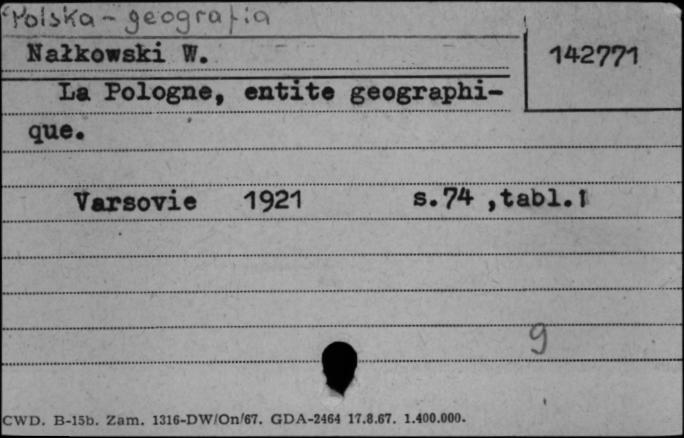 Polska - geografia
Nałkowski W.
142771
La Pologne, entite geographi-
que.
Varsovie 1921 s.74 ,tabl.1
9
CWD. B-15b. Zam. 1316-DW/On/67. GDA-2464 17.8.67. 1.400.000.